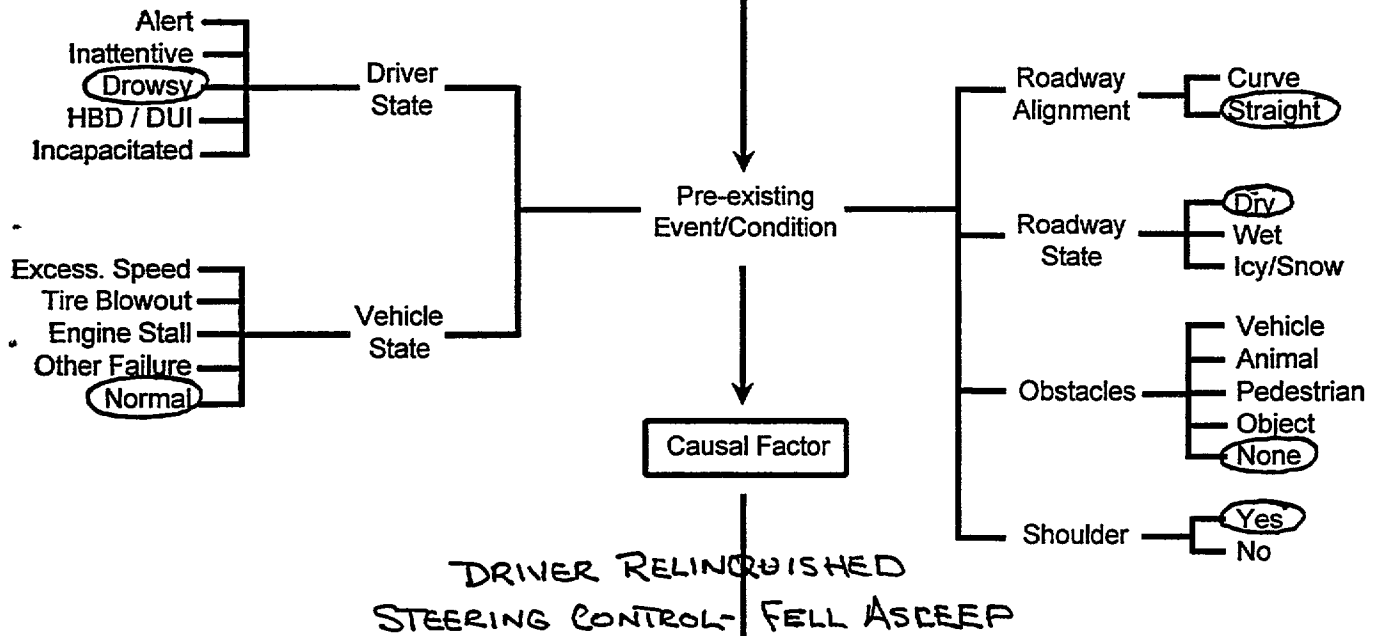 Alert
Inattentive
Drowsy
HBD / DUI
Incapacitated
Driver
State
Excess. Speed
Tire Blowout
Engine Stall
Other Failure
Normal
Vehicle
State
Pre-existing
Event/Condition
Causal Factor
Roadway
Alignment
Curve
Straight
Roadway
State
Dry
Wet
Icy/Snow
Obstacles
Vehicle
Animal
Pedestrian
Object
None
Shoulder
Yes
No
DRIVER RELINQUISHED
STEERING CONTROL- FELL ASLEEP